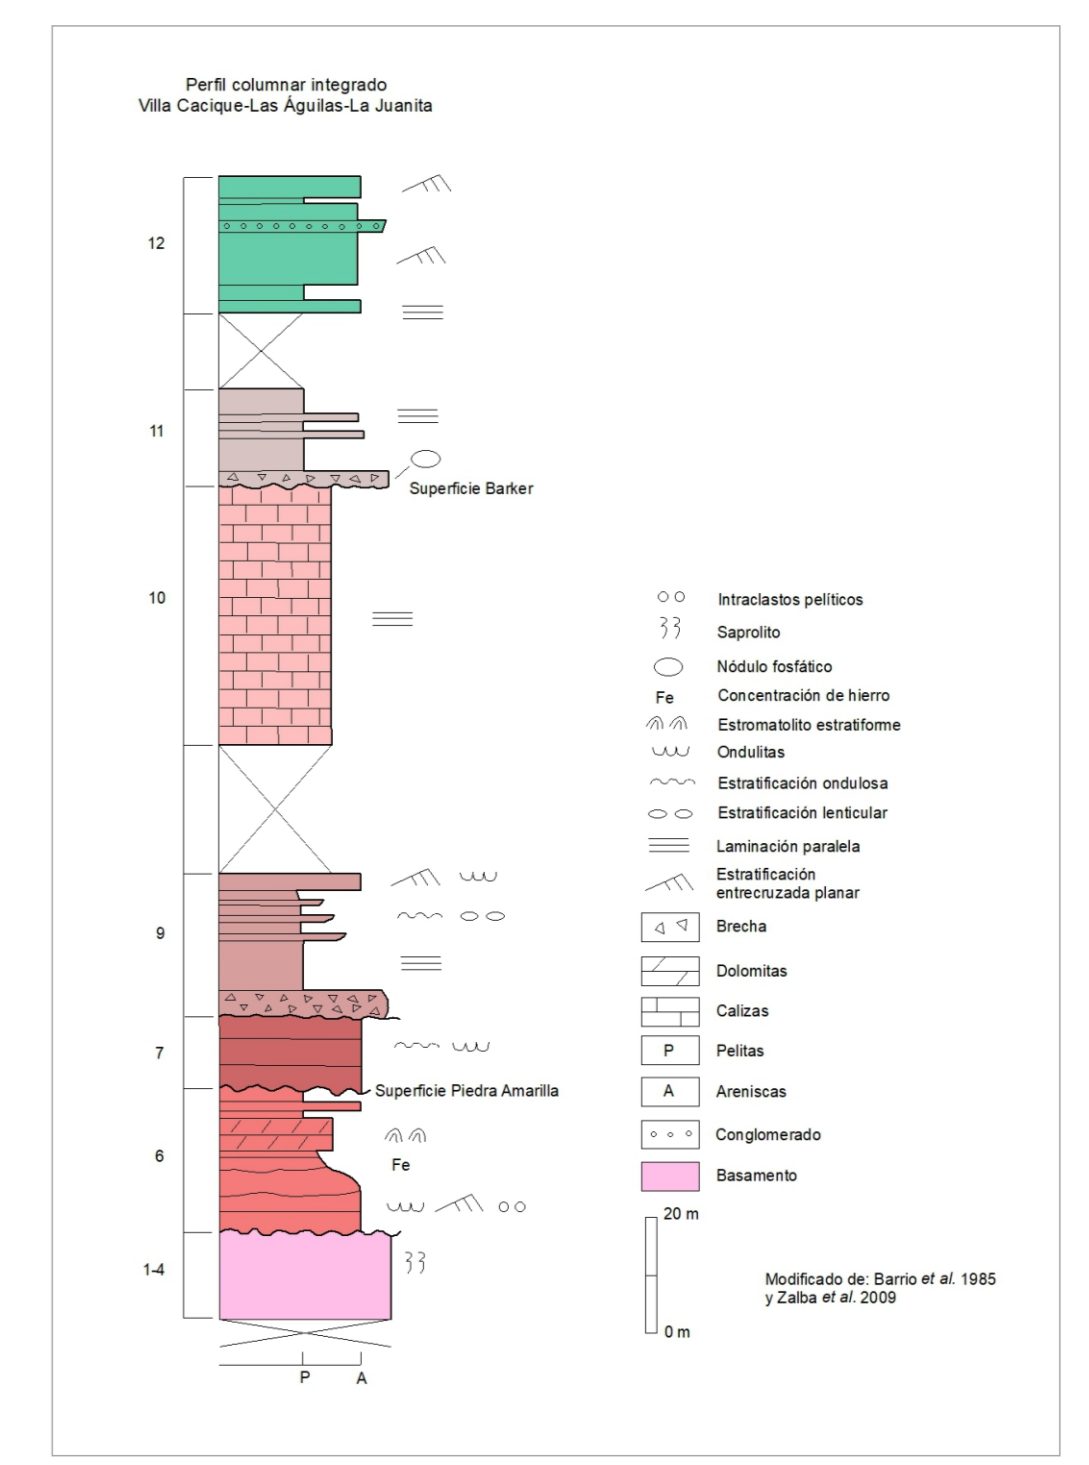 Perfil columnar integrado
Villa Cacique-Las Águilas-La Juanita
12
11
Superficie Barker
10
9
7
Superficie Piedra Amarilla
6
Fe
1-4
P A
Intraclastos pelíticos
Saprolito
Nódulo fosfático
Fe Concentración de hierro
Estromatolito estratiforme
Ondulitas
Estratificación ondulosa
Estratificación lenticular
Laminación paralela
Estratificación
entrecruzada planar
Brecha
Dolomitas
Calizas
P Pelitas
A Areniscas
Conglomerado
Basamento
20 m
0 m
Modificado de: Barrio et al. 1985
y Zalba et al. 2009